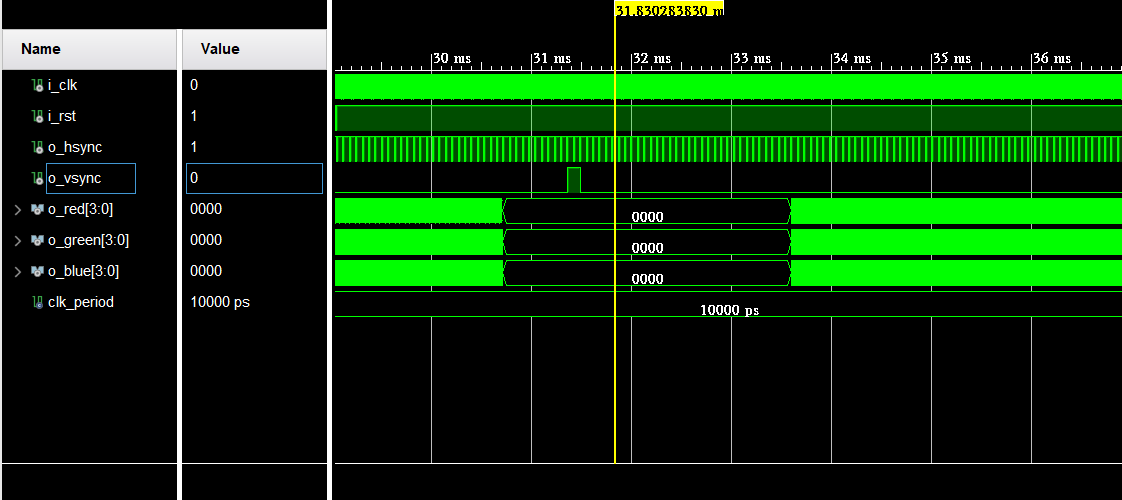 31.830283830 m
Name Value
30 ms 31 ms 32 ms 33 ms 34 ms 35 ms 36 ms
i_clk 0
i_rst 1
o_hsync 1
o_vsync 0
o_red[3:0] 0000 0000
o_green[3:0] 0000 0000
o_blue[3:0] 0000 0000
clk_period 10000 ps 10000 ps